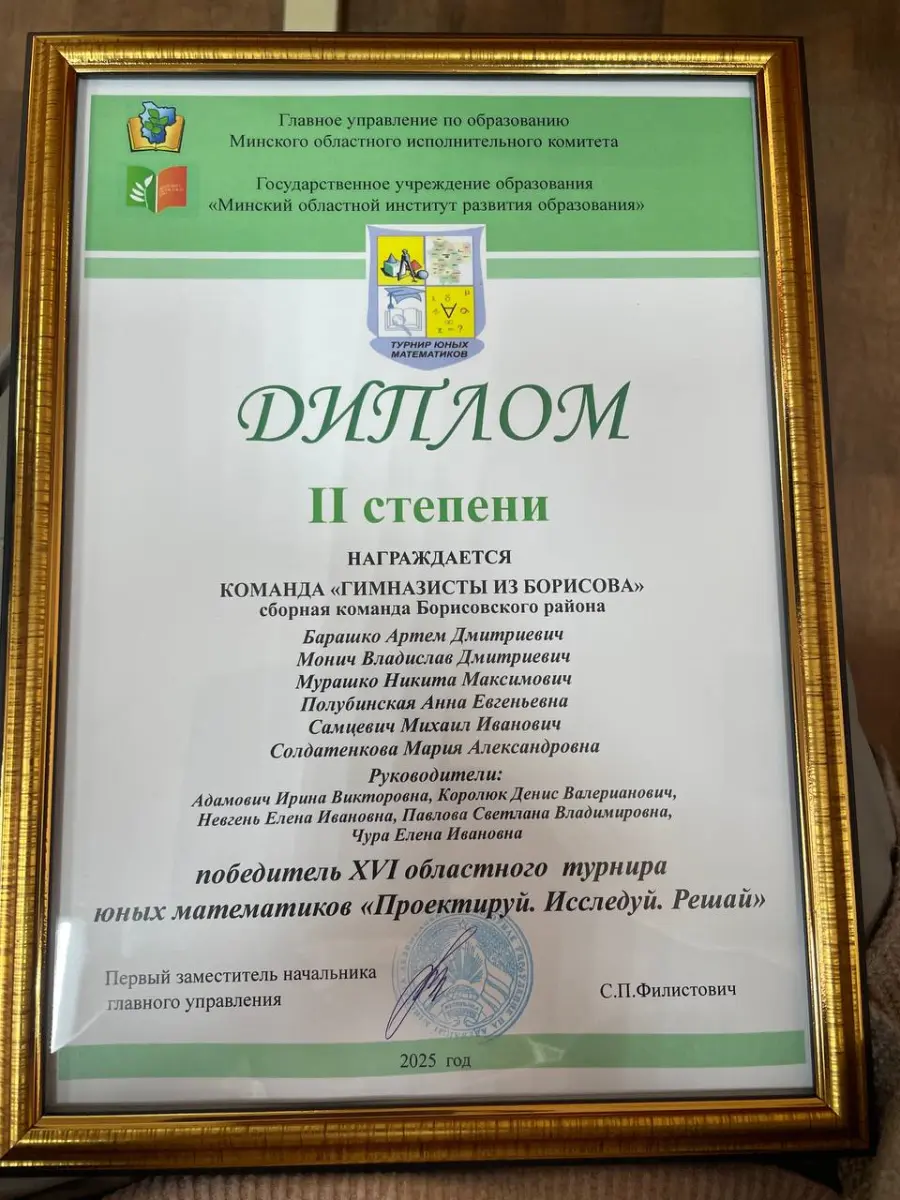 Главное управление по образованию
Минского областного исполнительного комитета
Государственное учреждение образования
«Минский областной институт развития образования»
ТУРНИР ЮНЫХ
МАТЕМАТИКОВ
ДИПЛОМ
II степени
НАГРАЖДАЕТСЯ
КОМАНДА «ГИМНАЗИСТЫ ИЗ БОРИСОВА»
сборная команда Борисовского района
Барашко Артем Дмитриевич
Монич Владислав Дмитриевич
Мурашко Никита Максимович
Полубинская Анна Евгеньевна
Самцевич Михаил Иванович
Солдатенкова Мария Александровна
Руководители:
Адамович Ирина Викторовна, Королюк Денис Валерианович,
Невгень Елена Ивановна, Павлова Светлана Владимировна,
Чура Елена Ивановна
победитель XVI областного турнира
юных математиков «Проектируй. Исследуй. Решай»
Первый заместитель начальника
главного управления
С.П.Филистович
2025 год